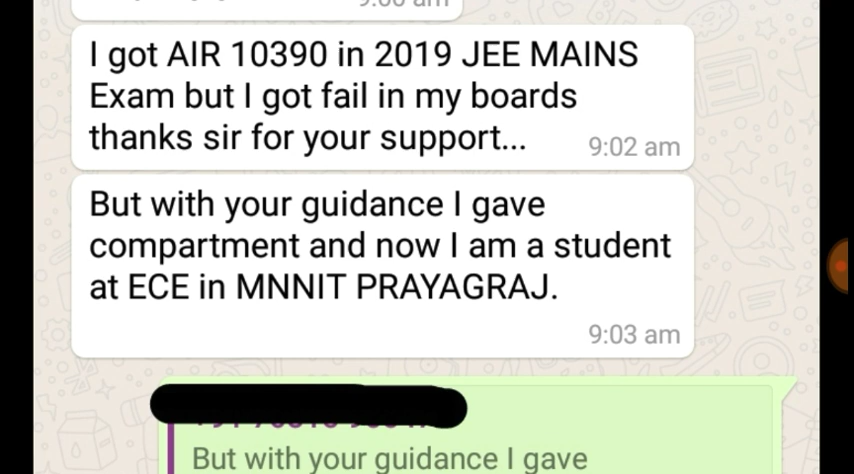 I got AIR 10390 in 2019 JEE MAINS
Exam but I got fail in my boards
thanks sir for your support...
9:02 am
But with your guidance I gave
compartment and now I am a student
at ECE in MNNIT PRAYAGRAJ.
9:03 am
But with your guidance I gave